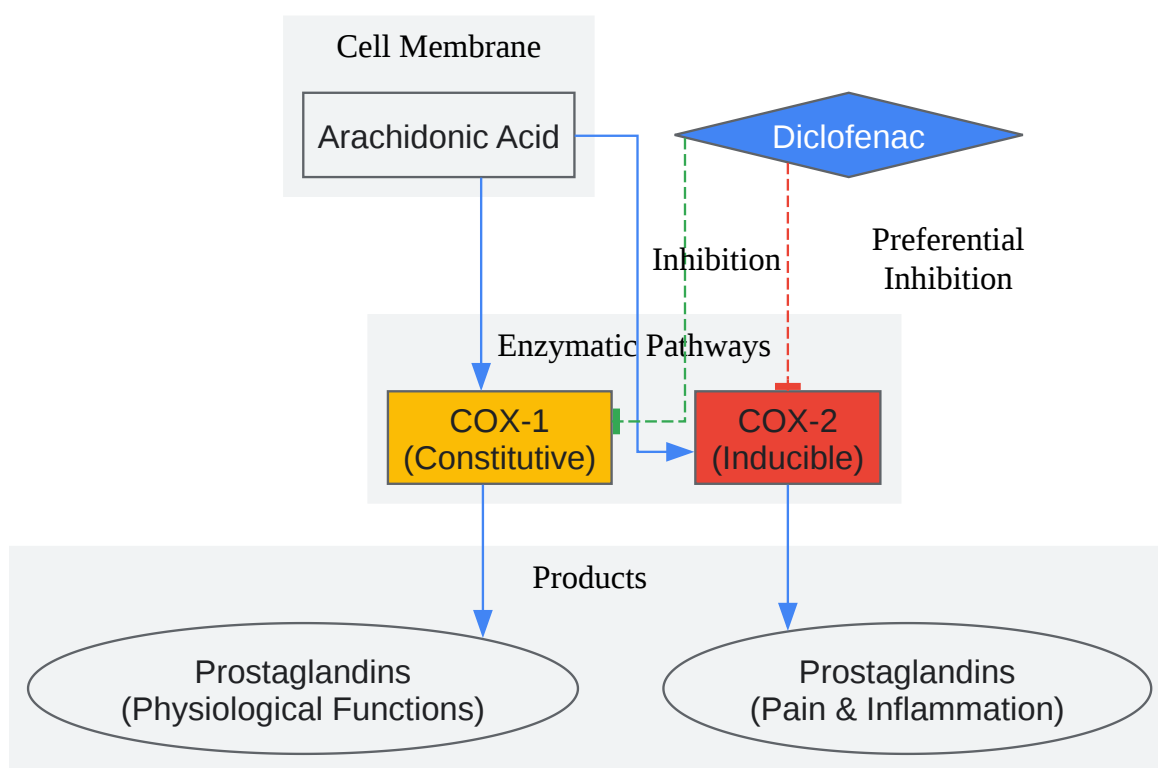 Cell Membrane
Arachidonic Acid
Diclofenac
Inhibition
Preferential
Inhibition
Enzymatic Pathways
COX-1
(Constitutive)
COX-2
(Inducible)
Products
Prostaglandins
(Physiological Functions)
Prostaglandins
(Pain & Inflammation)